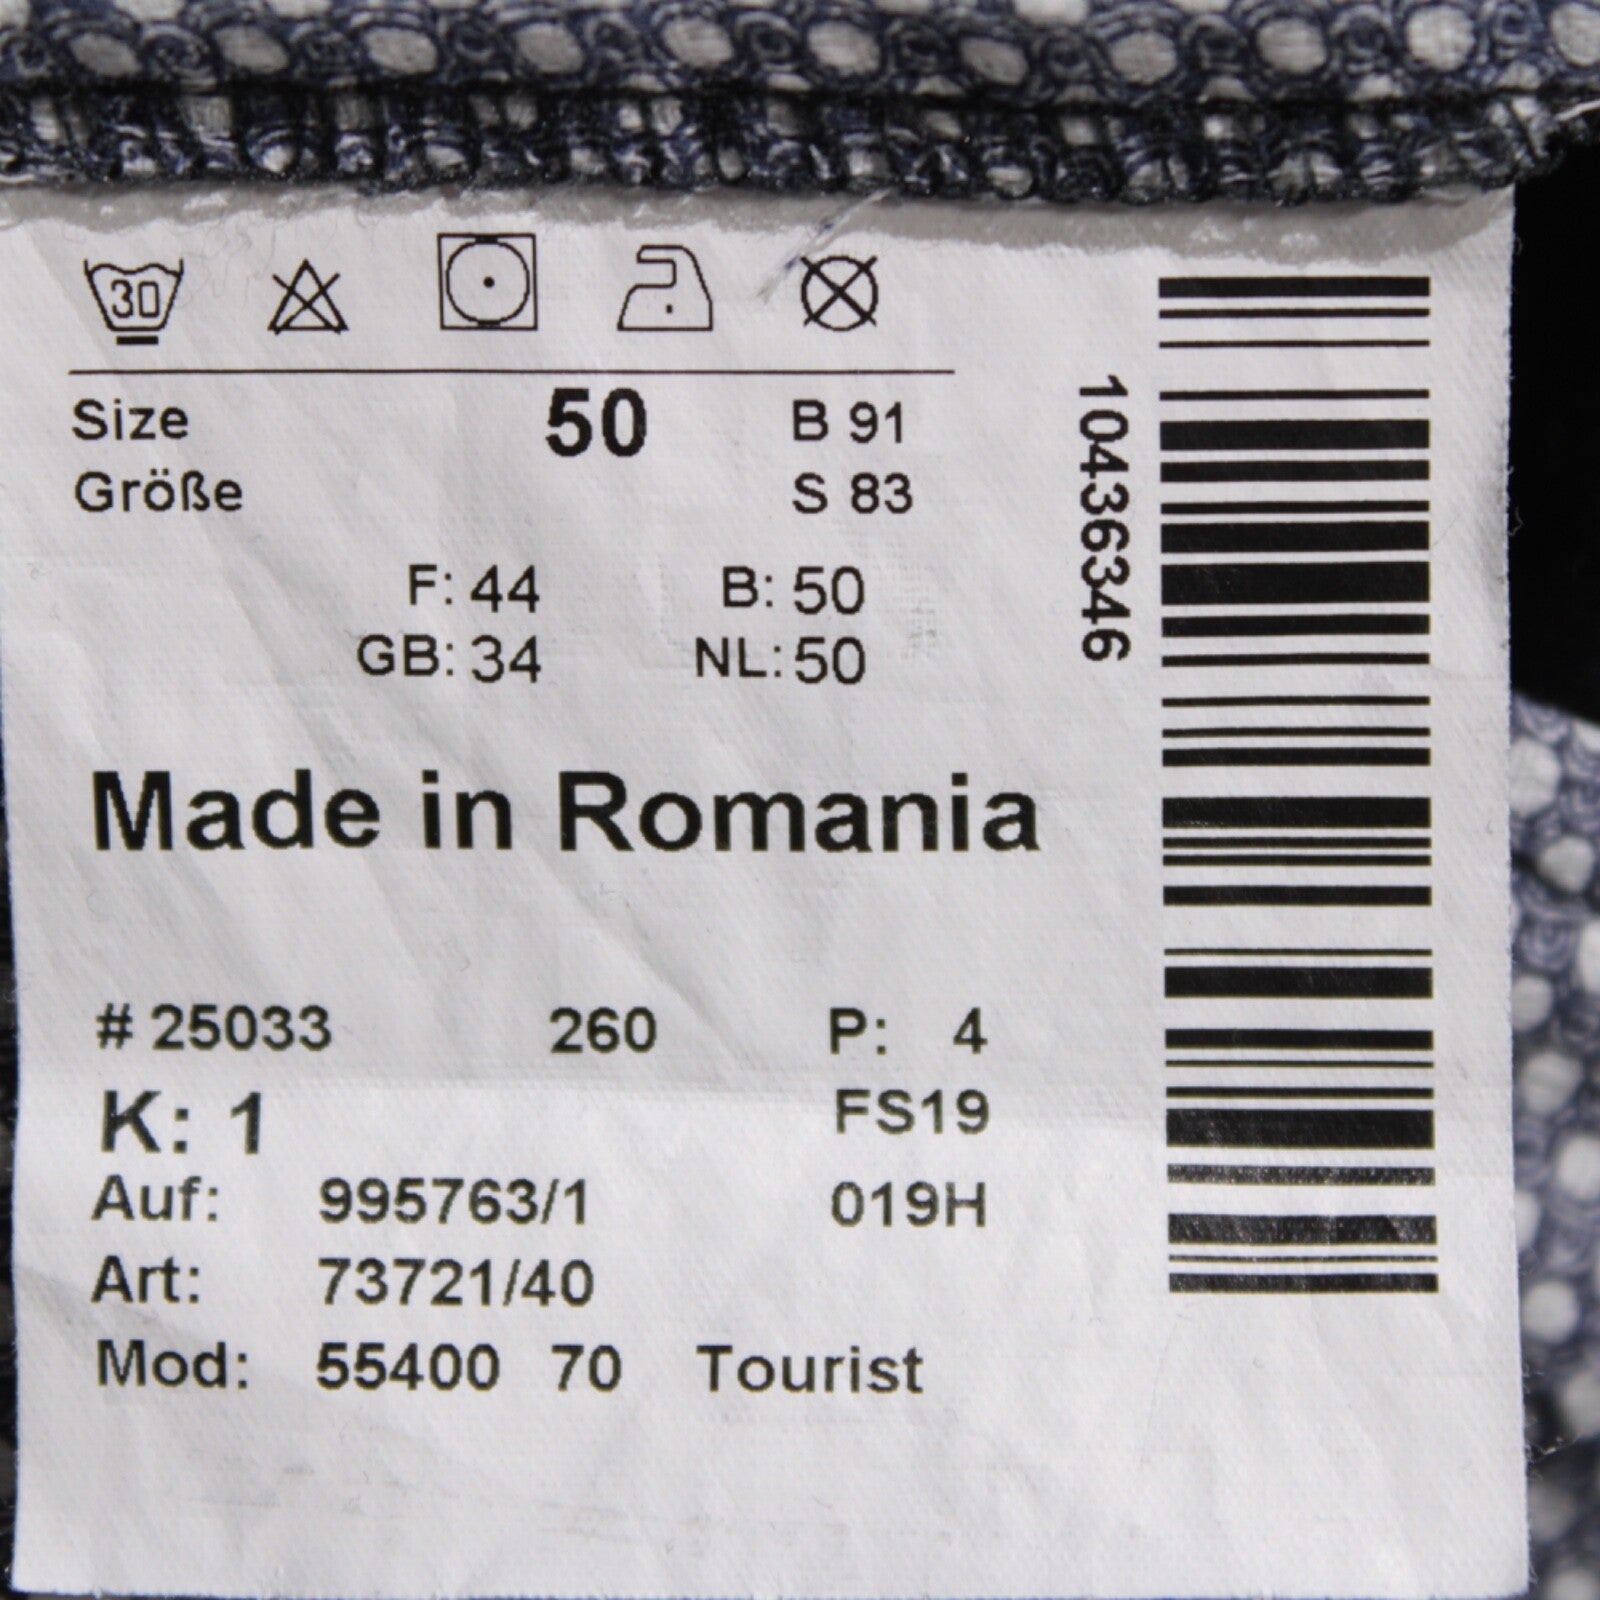 30
Size 50 B 91
Größe S 83
F: 44 B: 50
GB: 34 NL: 50
Made in Romania
# 25033 260 P: 4
K: 1 FS19
Auf: 995763/1 019H
Art: 73721/40
Mod: 55400 70 Tourist
10436346